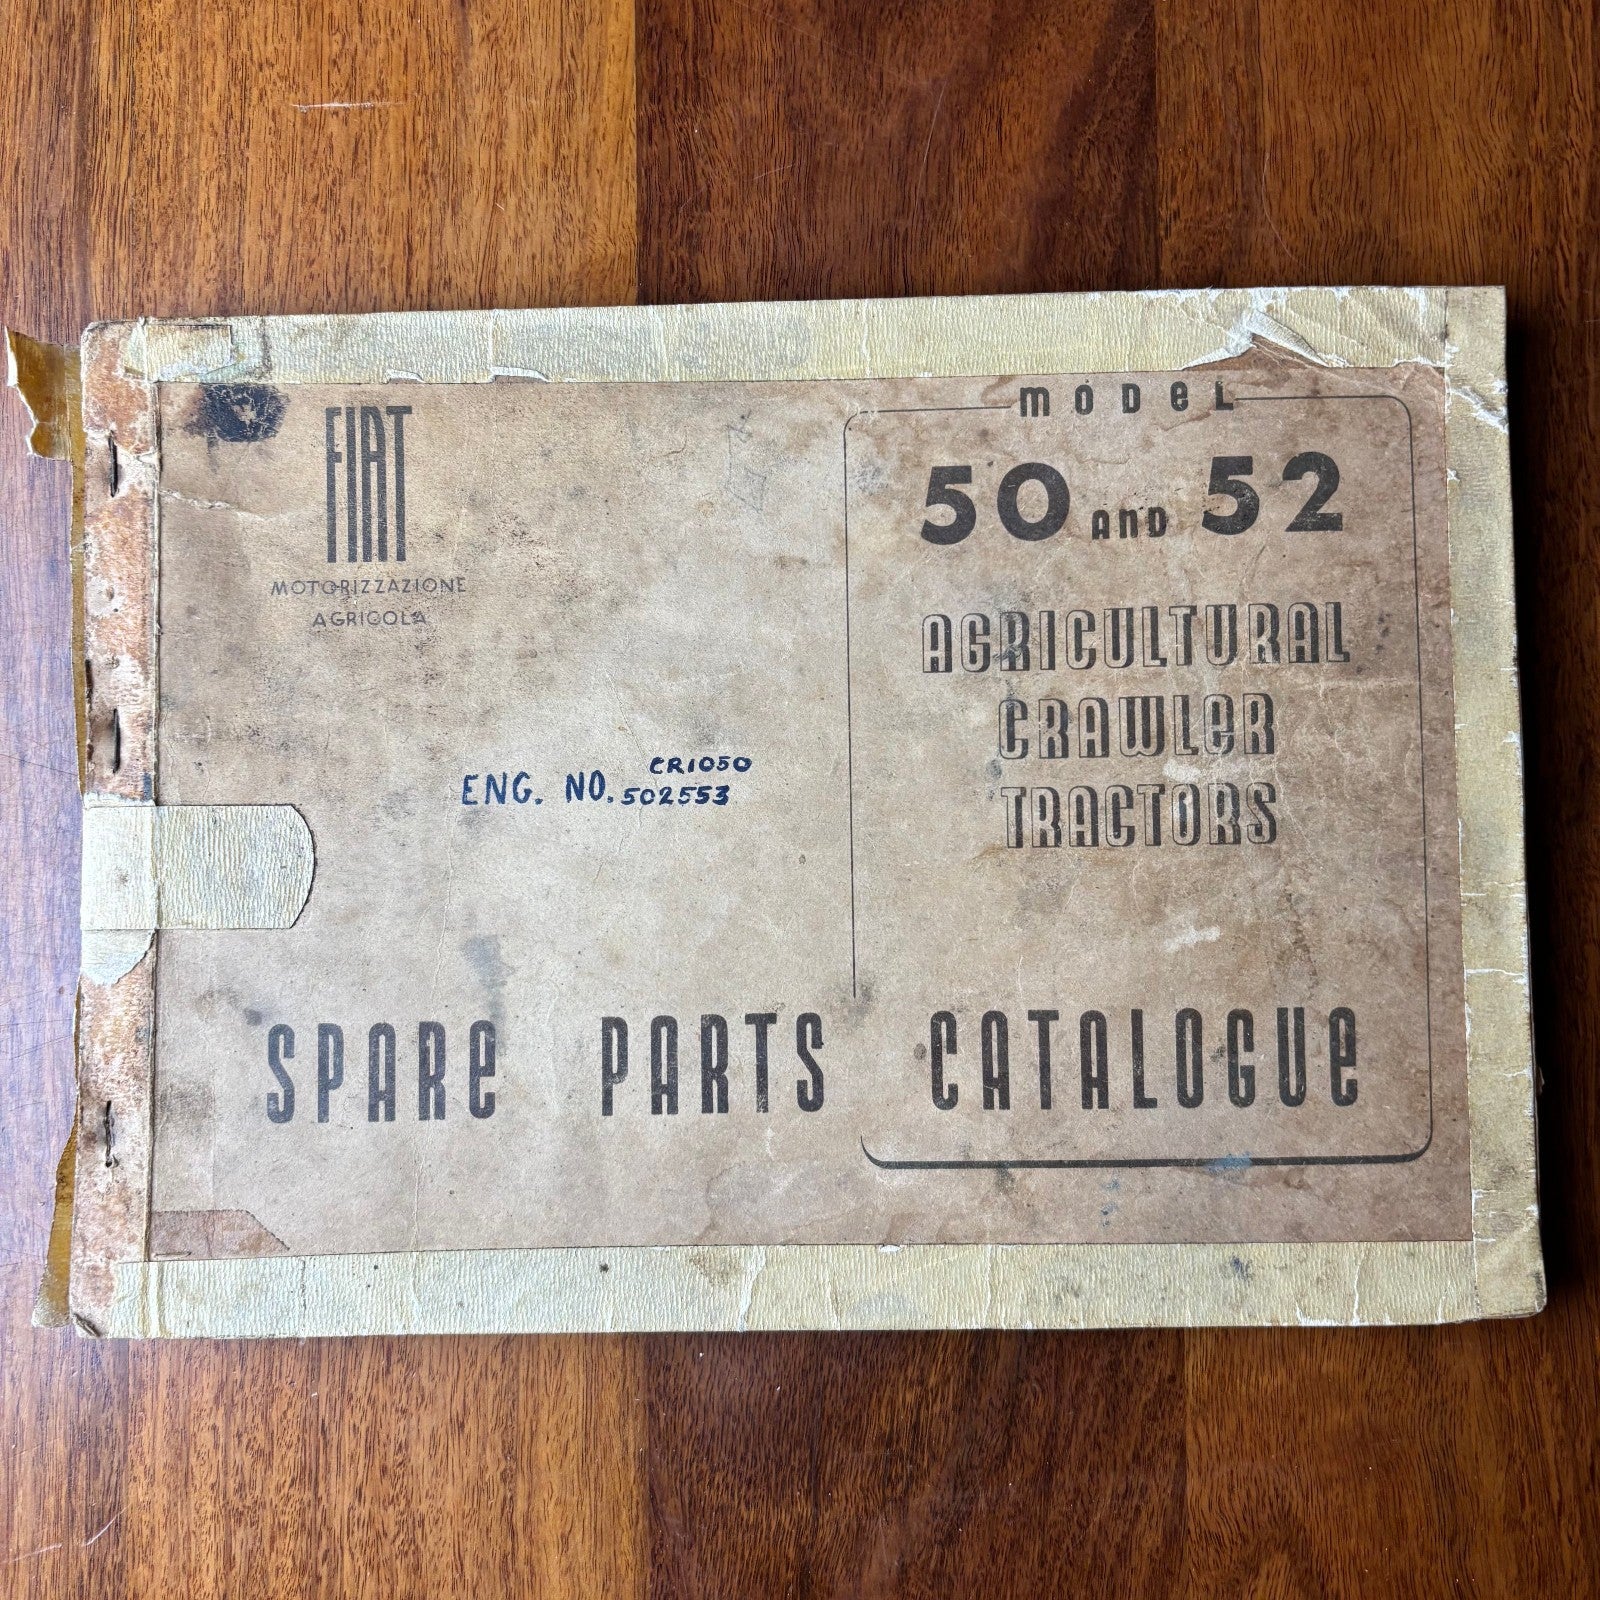 FIAT
MOTORIZZAZIONE
AGRICOLA
MODEL
50 AND 52
AGRICULTURAL
CRAWLER
TRACTORS
CR1050
ENG. NO. 502553
SPARE PARTS CATALOGUE